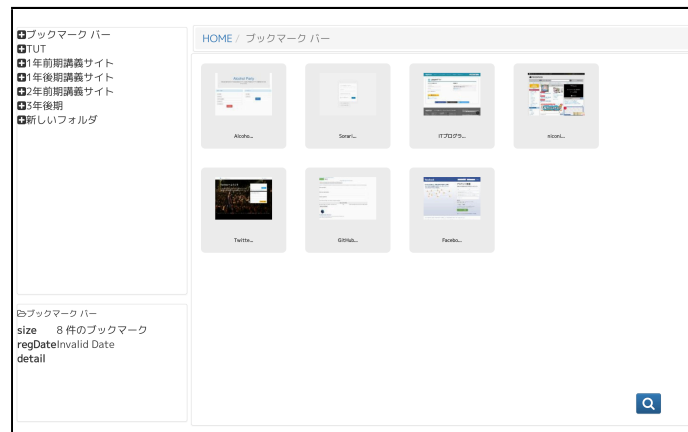 ブックマーク バー
TUT
1年前期講義サイト
1年後期講義サイト
2年前期講義サイト
3年後期
新しいフォルダ
HOME / ブックマーク バー
Alcoho...
Sorari...
ITプログラ...
niconi...
Twitte...
GitHub...
Facebo...
ブックマーク バー
size 8 件のブックマーク
regDateInvalid Date
detail